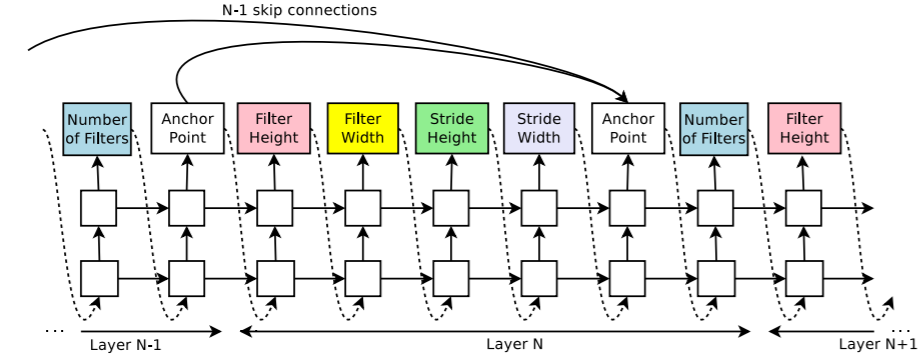 N-1 skip connections
Number
of Filters
Anchor
Point
Filter
Height
Filter
Width
Stride
Height
Stride
Width
Anchor
Point
Number
of Filters
Filter
Height
...
Layer N-1
Layer N
Layer N+1
...